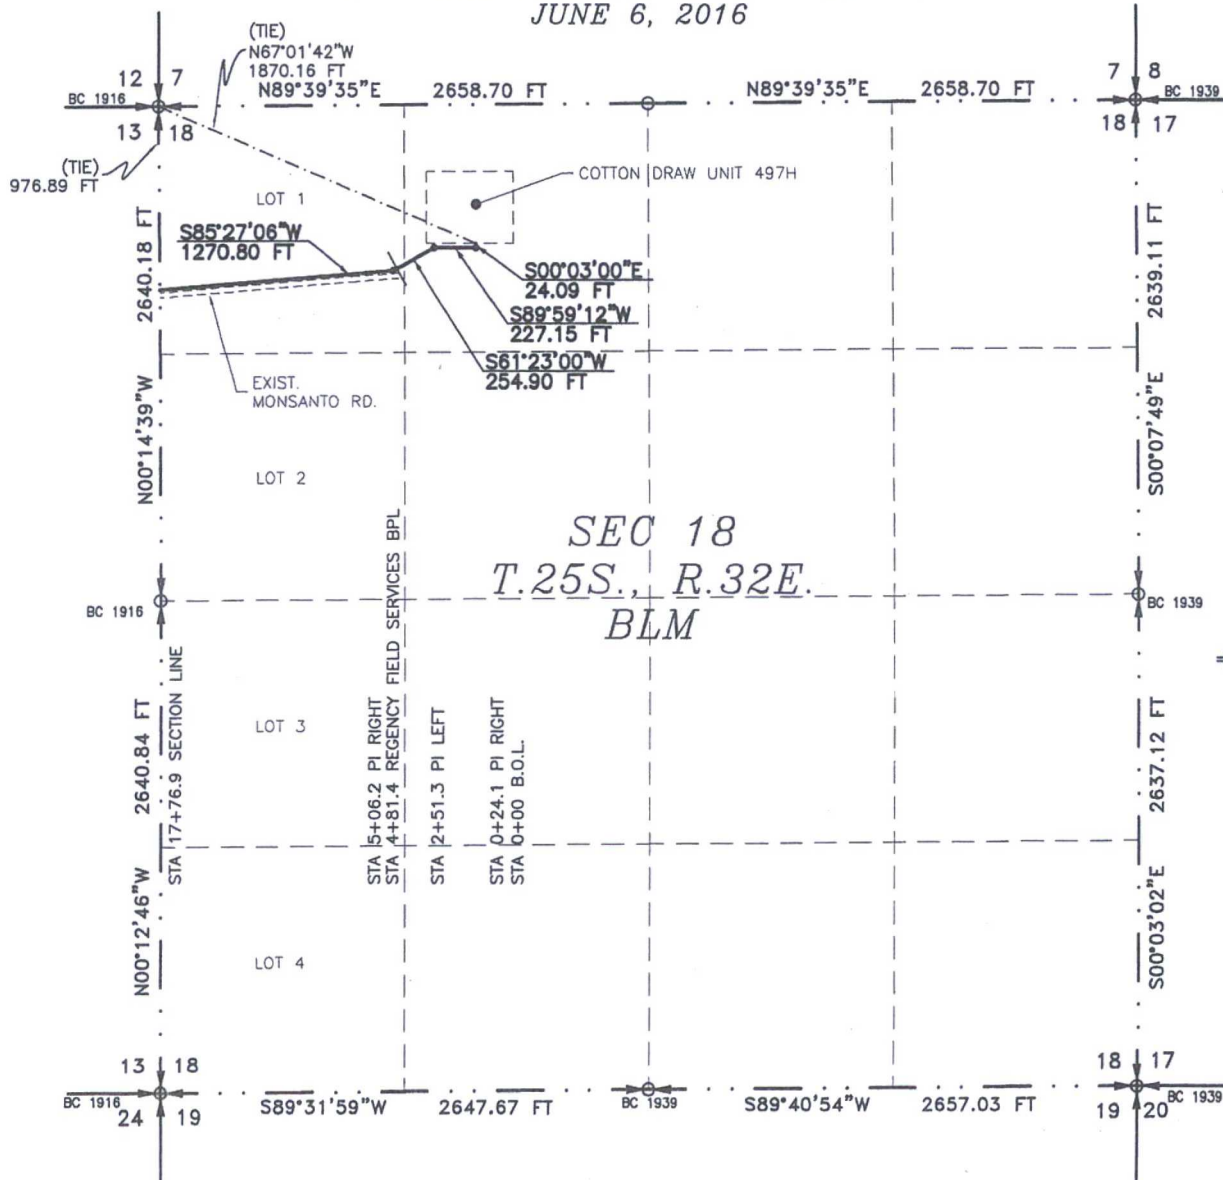 JUNE 6, 2016
(TIE)
N67°01'42"W
1870.16 FT
12 7
BC 1916
13 18
N89°39'35"E 2658.70 FT
N89°39'35"E 2658.70 FT
7 8
BC 1939
18 17
(TIE)
976.89 FT
COTTON DRAW UNIT 497H
LOT 1
S85°27'06"W
1270.80 FT
S00°03'00"E
24.09 FT
S89°59'12"W
227.15 FT
S61°23'00"W
254.90 FT
EXIST.
MONSANTO RD.
N00°14'39"W 2640.18 FT
S00°07'49"E 2639.11 FT
LOT 2
SEC 18
T.25S., R.32E.
BLM
BC 1916
BC 1939
"
LOT 3
STA 17+76.9 SECTION LINE
STA 5+06.2 PI RIGHT
STA 4+81.4 REGENCY FIELD SERVICES BPL
STA 2+51.3 PI LEFT
STA 0+24.1 PI RIGHT
STA 0+00 B.O.L.
N00°12'46"W 2640.84 FT
S00°03'02"E 2637.12 FT
LOT 4
13 18
BC 1916
24 19
S89°31'59"W 2647.67 FT
BC 1939
S89°40'54"W 2657.03 FT
18 17
19 20
BC 1939